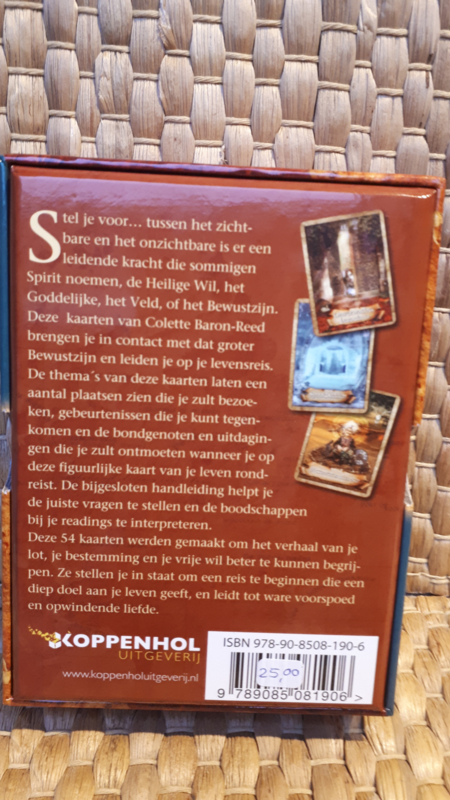 Stel je voor... tussen het zicht-
bare en het onzichtbare is er een
leidende kracht die sommigen
Spirit noemen, de Heilige Wil, het
Goddelijke, het Veld, of het Bewustzijn.
Deze kaarten van Colette Baron-Reed
brengen je in contact met dat groter
Bewustzijn en leiden je op je levensreis.
De thema´s van deze kaarten laten een
aantal plaatsen zien die je zult bezoe-
ken, gebeurtenissen die je kunt tegen-
komen en de bondgenoten en uitdagin-
gen die je zult ontmoeten wanneer je op
deze figuurlijke kaart van je leven rond-
reist. De bijgesloten handleiding helpt je
de juiste vragen te stellen en de boodschappen
bij je readings te interpreteren.
Deze 54 kaarten werden gemaakt om het verhaal van je
lot, je bestemming en je vrije wil beter te kunnen begrij-
pen. Ze stellen je in staat om een reis te beginnen die een
diep doel aan je leven geeft, en leidt tot ware voorspoed
en opwindende liefde.
KOPPENHOL
UITGEVERIJ
www.koppenholuitgeverij.nl
ISBN 978-90-8508-190-6
25,00
9 789085 081906 >